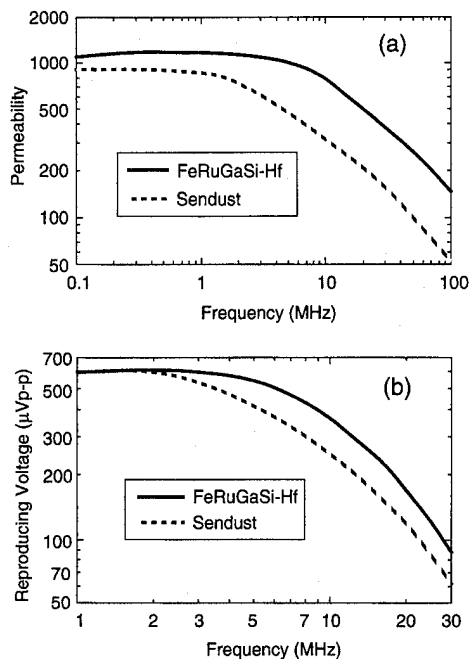 2000
(a)
1000
500
200
100
50
Permeability
FeRuGaSi-Hf
Sendust
0.1 1 10 100
Frequency (MHz)
700
(b)
500
300
200
100
70
50
Reproducing Voltage (μVp-p)
FeRuGaSi-Hf
Sendust
1 2 3 5 7 10 20 30
Frequency (MHz)